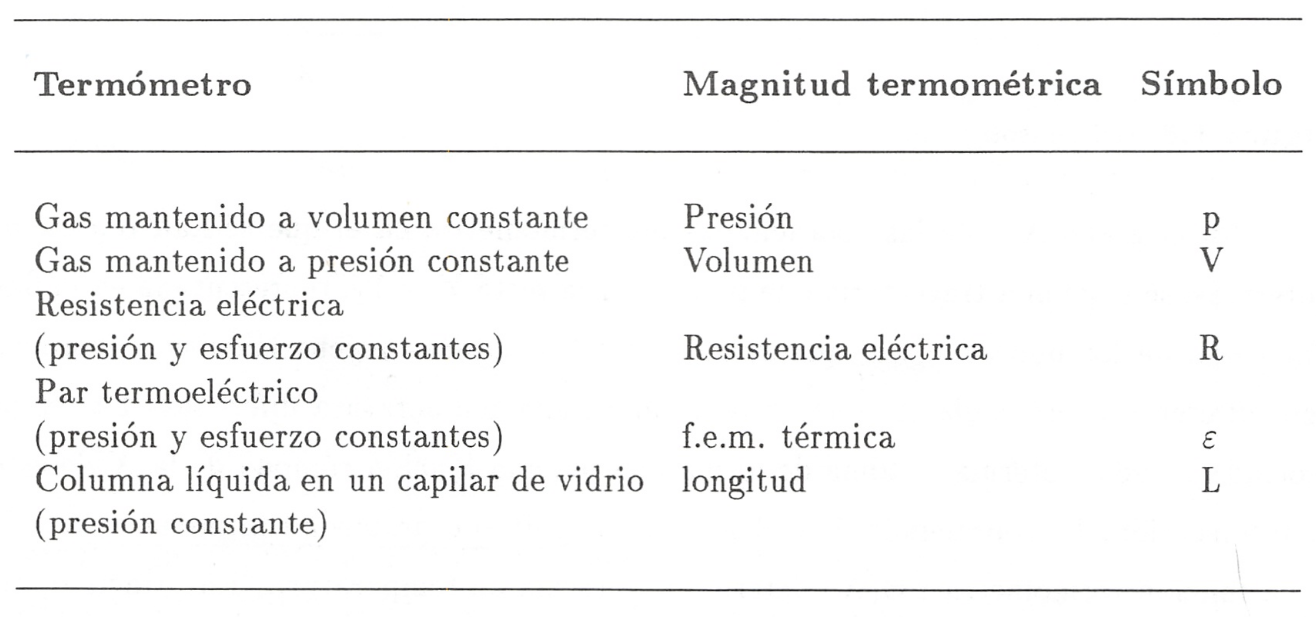 Termómetro Magnitud termométrica Símbolo
Gas mantenido a volumen constante Presión p
Gas mantenido a presión constante Volumen V
Resistencia eléctrica
(presión y esfuerzo constantes) Resistencia eléctrica R
Par termoeléctrico
(presión y esfuerzo constantes) f.e.m. térmica ε
Columna líquida en un capilar de vidrio longitud L
(presión constante)